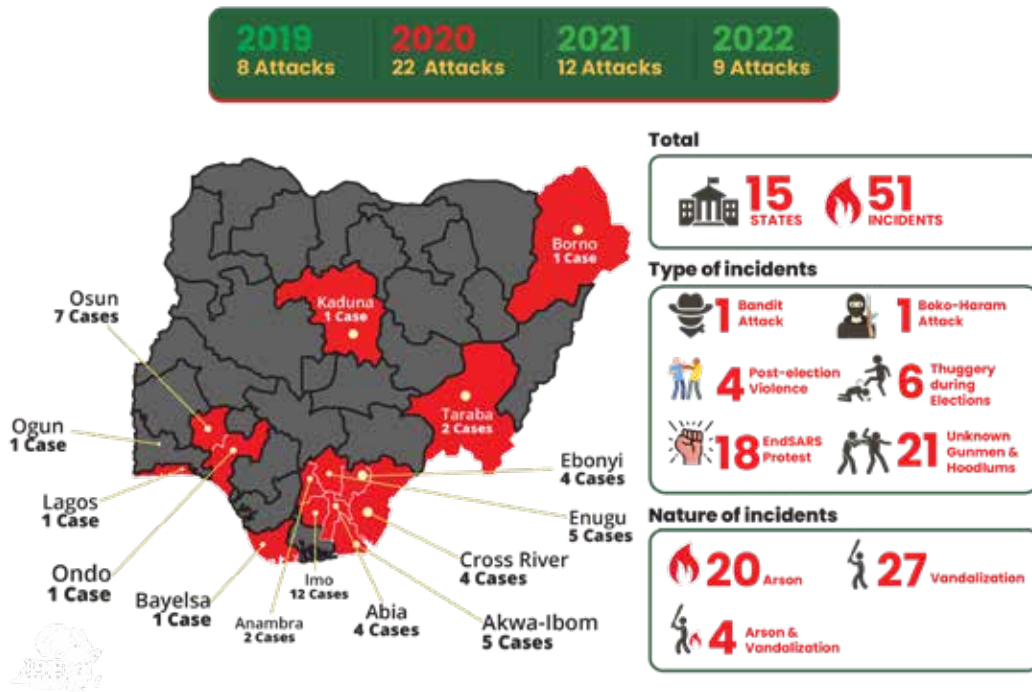 2019
8 Attacks
2020
22 Attacks
2021
12 Attacks
2022
9 Attacks
Total
15
STATES
51
INCIDENTS
Type of incidents
1 Bandit
Attack
1 Boko-Haram
Attack
4 Post-election
Violence
6 Thuggery
during
Elections
18 EndSARS
Protest
21 Unknown
Gunmen &
Hoodlums
Nature of incidents
20 Arson
27 Vandalization
4 Arson &
Vandalization
Borno
1 Case
Kaduna
1 Case
Taraba
2 Cases
Osun
7 Cases
Ogun
1 Case
Lagos
1 Case
Ondo
1 Case
Bayelsa
1 Case
Imo
12 Cases
Anambra
2 Cases
Abia
4 Cases
Akwa-Ibom
5 Cases
Cross River
4 Cases
Enugu
5 Cases
Ebonyi
4 Cases